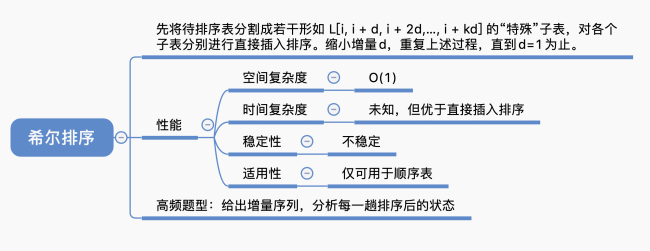 先将待排序表分割成若干形如 L[i, i + d, i + 2d,..., i + kd] 的“特殊”子表，对各个
子表分别进行直接插入排序。缩小增量 d，重复上述过程，直到 d=1 为止。
空间复杂度
O(1)
时间复杂度
未知，但优于直接插入排序
性能
希尔排序
稳定性
不稳定
适用性
仅可用于顺序表
高频题型：给出增量序列，分析每一趟排序后的状态